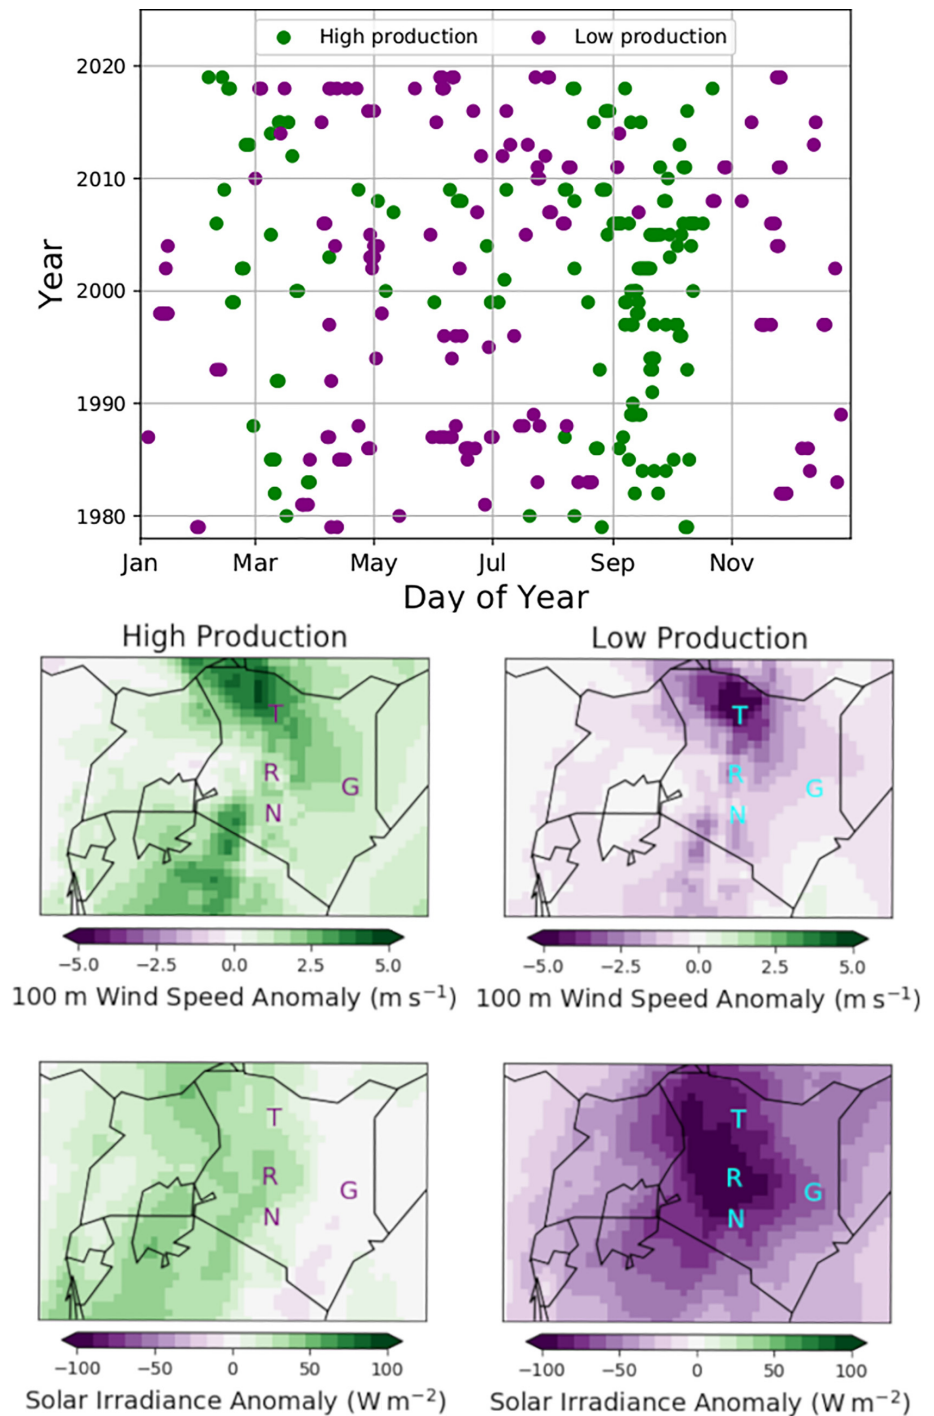 High production Low production
2020
2010
2000
1990
1980
Year
Jan Mar May Jul Sep Nov
Day of Year
High Production Low Production
T T
R R
G G
N N
−5.0 −2.5 0.0 2.5 5.0 −5.0 −2.5 0.0 2.5 5.0
100 m Wind Speed Anomaly (m s⁻¹) 100 m Wind Speed Anomaly (m s⁻¹)
T T
R R
G G
N N
−100 −50 0 50 100 −100 −50 0 50 100
Solar Irradiance Anomaly (W m⁻²) Solar Irradiance Anomaly (W m⁻²)